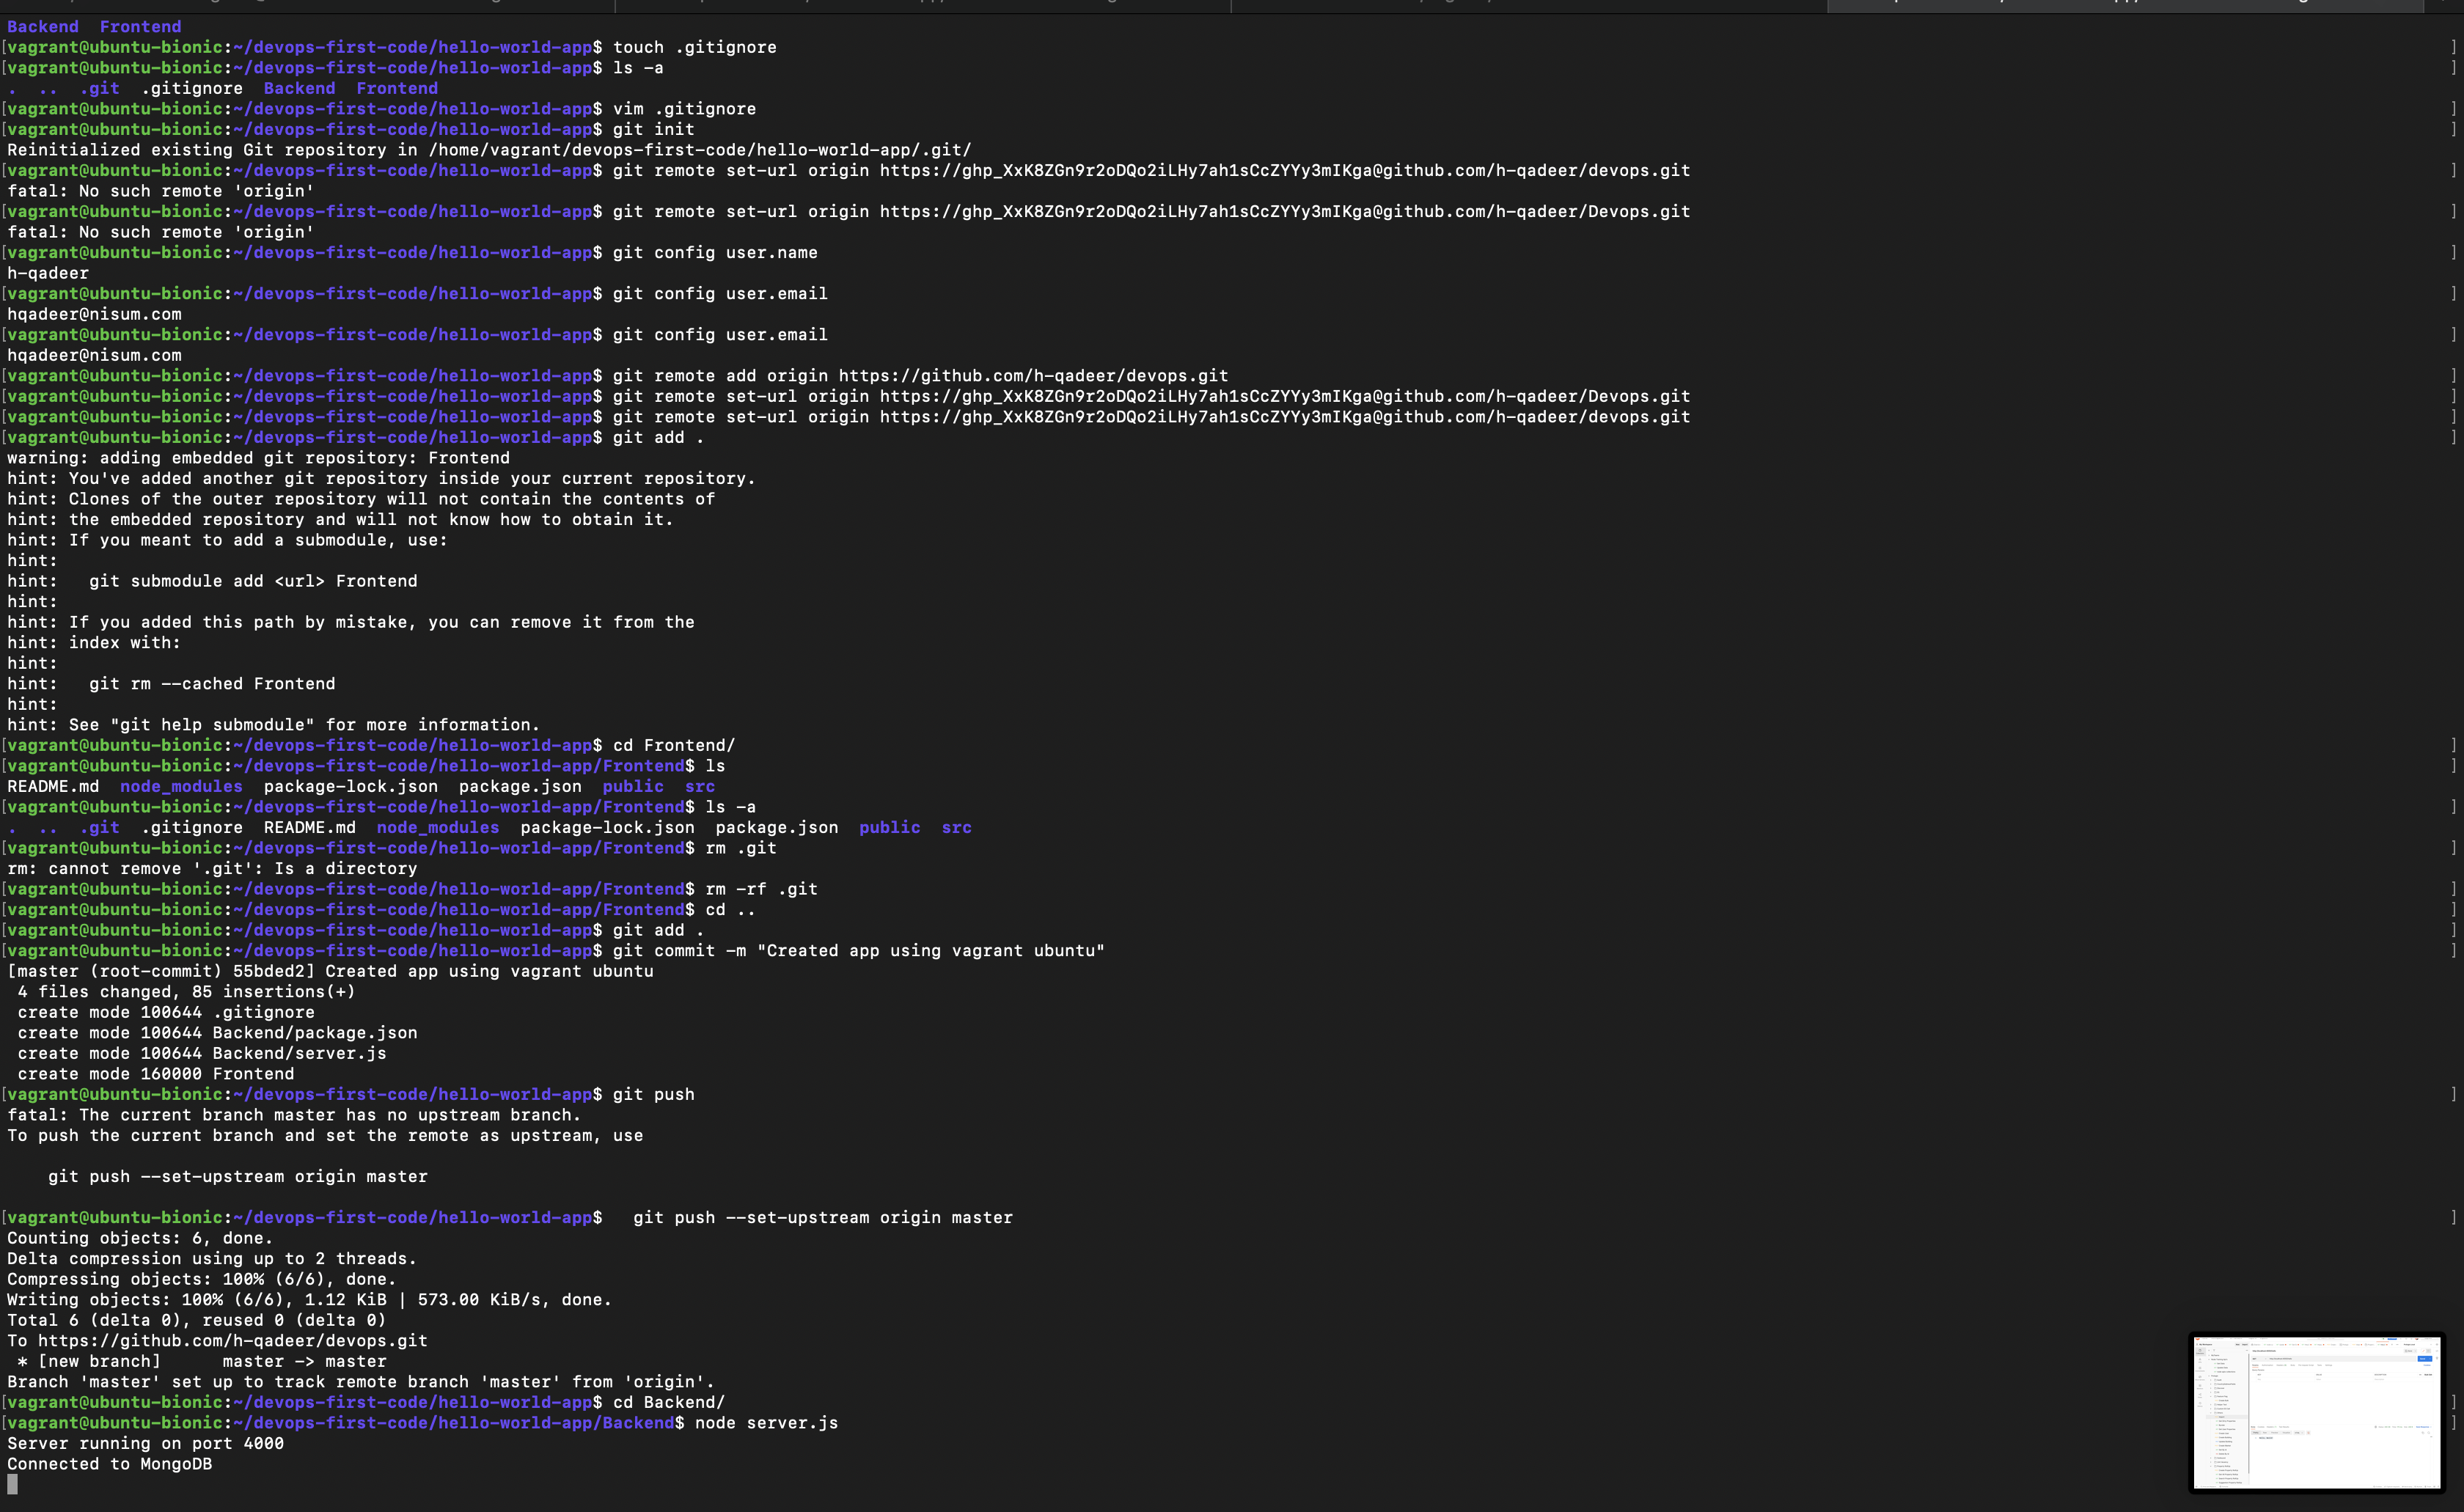 Backend  Frontend
[vagrant@ubuntu-bionic:~/devops-first-code/hello-world-app$ touch .gitignore ]
[vagrant@ubuntu-bionic:~/devops-first-code/hello-world-app$ ls -a ]
.  ..  .git  .gitignore  Backend  Frontend
[vagrant@ubuntu-bionic:~/devops-first-code/hello-world-app$ vim .gitignore ]
[vagrant@ubuntu-bionic:~/devops-first-code/hello-world-app$ git init ]
Reinitialized existing Git repository in /home/vagrant/devops-first-code/hello-world-app/.git/
[vagrant@ubuntu-bionic:~/devops-first-code/hello-world-app$ git remote set-url origin https://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@github.com/h-qadeer/devops.git ]
fatal: No such remote 'origin'
[vagrant@ubuntu-bionic:~/devops-first-code/hello-world-app$ git remote set-url origin https://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@github.com/h-qadeer/Devops.git ]
fatal: No such remote 'origin'
[vagrant@ubuntu-bionic:~/devops-first-code/hello-world-app$ git config user.name ]
h-qadeer
[vagrant@ubuntu-bionic:~/devops-first-code/hello-world-app$ git config user.email ]
hqadeer@nisum.com
[vagrant@ubuntu-bionic:~/devops-first-code/hello-world-app$ git config user.email ]
hqadeer@nisum.com
[vagrant@ubuntu-bionic:~/devops-first-code/hello-world-app$ git remote add origin https://github.com/h-qadeer/devops.git ]
[vagrant@ubuntu-bionic:~/devops-first-code/hello-world-app$ git remote set-url origin https://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@github.com/h-qadeer/Devops.git ]
[vagrant@ubuntu-bionic:~/devops-first-code/hello-world-app$ git remote set-url origin https://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@github.com/h-qadeer/devops.git ]
[vagrant@ubuntu-bionic:~/devops-first-code/hello-world-app$ git add . ]
warning: adding embedded git repository: Frontend
hint: You've added another git repository inside your current repository.
hint: Clones of the outer repository will not contain the contents of
hint: the embedded repository and will not know how to obtain it.
hint: If you meant to add a submodule, use:
hint:
hint:   git submodule add <url> Frontend
hint:
hint: If you added this path by mistake, you can remove it from the
hint: index with:
hint:
hint:   git rm --cached Frontend
hint:
hint: See "git help submodule" for more information.
[vagrant@ubuntu-bionic:~/devops-first-code/hello-world-app$ cd Frontend/ ]
[vagrant@ubuntu-bionic:~/devops-first-code/hello-world-app/Frontend$ ls ]
README.md  node_modules  package-lock.json  package.json  public  src
[vagrant@ubuntu-bionic:~/devops-first-code/hello-world-app/Frontend$ ls -a ]
.  ..  .git  .gitignore  README.md  node_modules  package-lock.json  package.json  public  src
[vagrant@ubuntu-bionic:~/devops-first-code/hello-world-app/Frontend$ rm .git ]
rm: cannot remove '.git': Is a directory
[vagrant@ubuntu-bionic:~/devops-first-code/hello-world-app/Frontend$ rm -rf .git ]
[vagrant@ubuntu-bionic:~/devops-first-code/hello-world-app/Frontend$ cd .. ]
[vagrant@ubuntu-bionic:~/devops-first-code/hello-world-app$ git add . ]
[vagrant@ubuntu-bionic:~/devops-first-code/hello-world-app$ git commit -m "Created app using vagrant ubuntu" ]
[master (root-commit) 55bded2] Created app using vagrant ubuntu
 4 files changed, 85 insertions(+)
 create mode 100644 .gitignore
 create mode 100644 Backend/package.json
 create mode 100644 Backend/server.js
 create mode 160000 Frontend
[vagrant@ubuntu-bionic:~/devops-first-code/hello-world-app$ git push ]
fatal: The current branch master has no upstream branch.
To push the current branch and set the remote as upstream, use
    git push --set-upstream origin master
[vagrant@ubuntu-bionic:~/devops-first-code/hello-world-app$   git push --set-upstream origin master ]
Counting objects: 6, done.
Delta compression using up to 2 threads.
Compressing objects: 100% (6/6), done.
Writing objects: 100% (6/6), 1.12 KiB | 573.00 KiB/s, done.
Total 6 (delta 0), reused 0 (delta 0)
To https://github.com/h-qadeer/devops.git
 * [new branch]      master -> master
Branch 'master' set up to track remote branch 'master' from 'origin'.
[vagrant@ubuntu-bionic:~/devops-first-code/hello-world-app$ cd Backend/ ]
[vagrant@ubuntu-bionic:~/devops-first-code/hello-world-app/Backend$ node server.js ]
Server running on port 4000
Connected to MongoDB